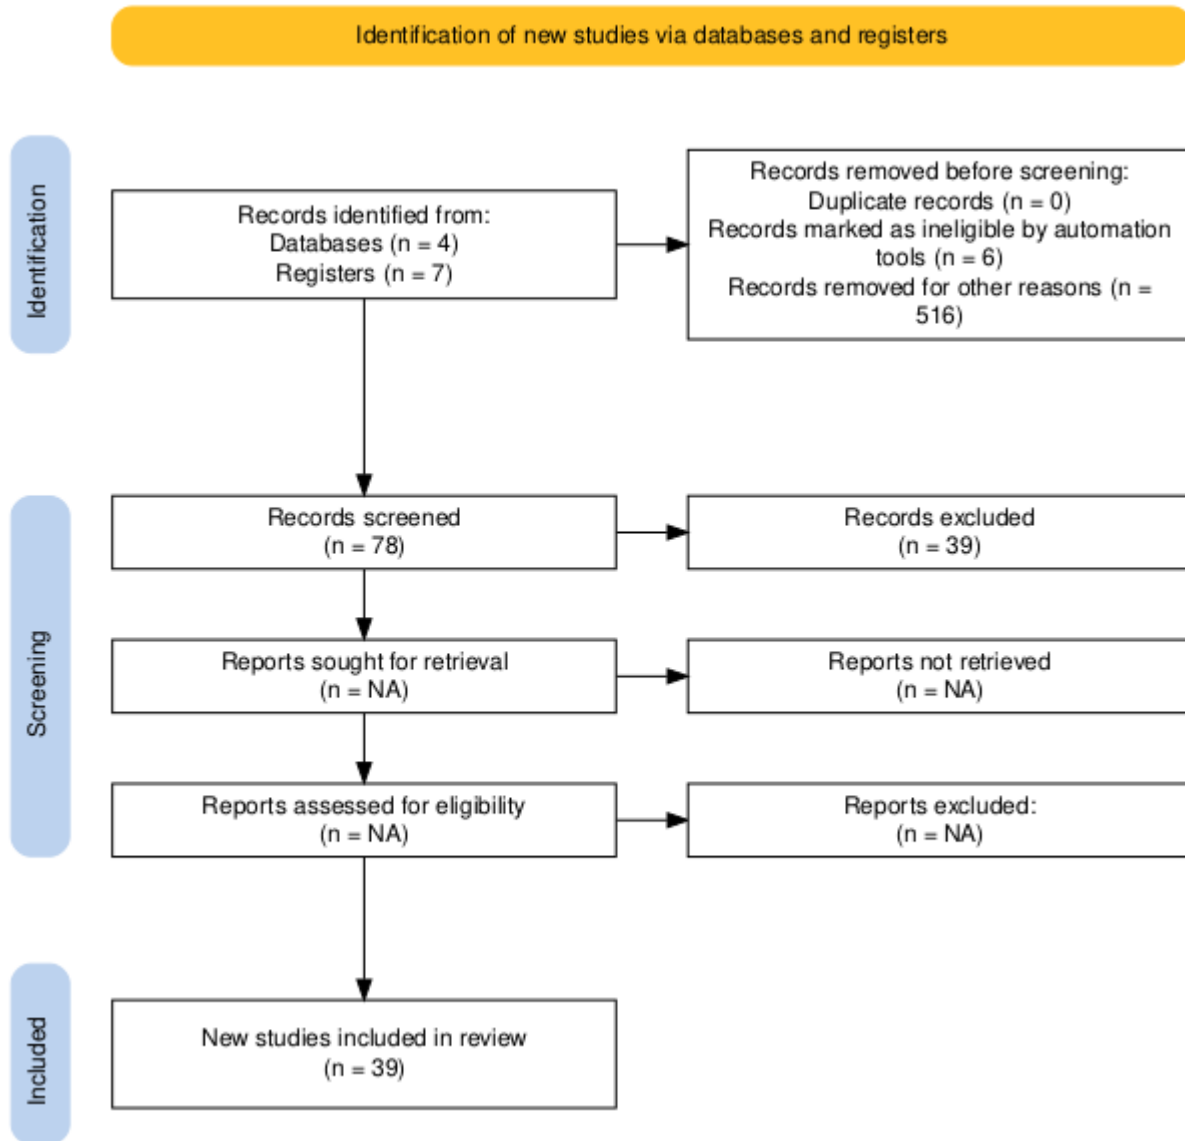 Identification of new studies via databases and registers
Identification
Records identified from:
Databases (n = 4)
Registers (n = 7)
Records removed before screening:
Duplicate records (n = 0)
Records marked as ineligible by automation
tools (n = 6)
Records removed for other reasons (n =
516)
Screening
Records screened
(n = 78)
Records excluded
(n = 39)
Reports sought for retrieval
(n = NA)
Reports not retrieved
(n = NA)
Reports assessed for eligibility
(n = NA)
Reports excluded:
(n = NA)
Included
New studies included in review
(n = 39)